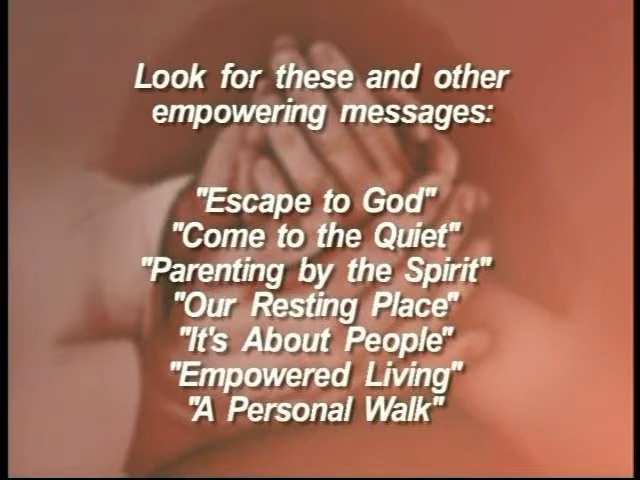 Look for these and other
empowering messages:
"Escape to God"
"Come to the Quiet"
"Parenting by the Spirit"
"Our Resting Place"
"It's About People"
"Empowered Living"
"A Personal Walk"